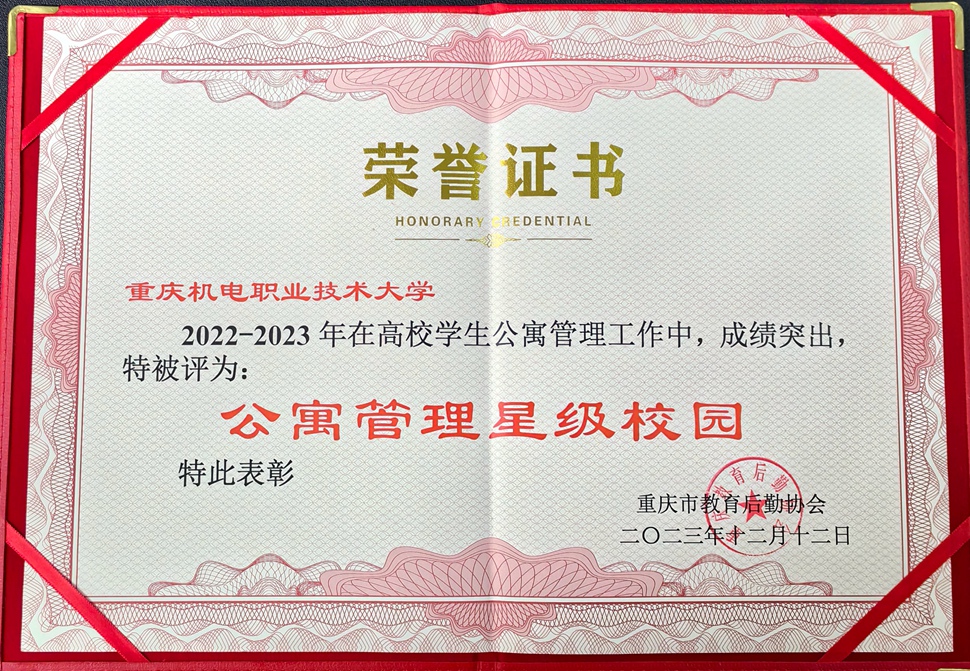 荣誉证书
HONORARY CREDENTIAL
重庆机电职业技术大学
2022-2023 年在高校学生公寓管理工作中，成绩突出，
特被评为：
公寓管理星级校园
特此表彰
重庆市教育后勤协会
二〇二三年十二月十二日